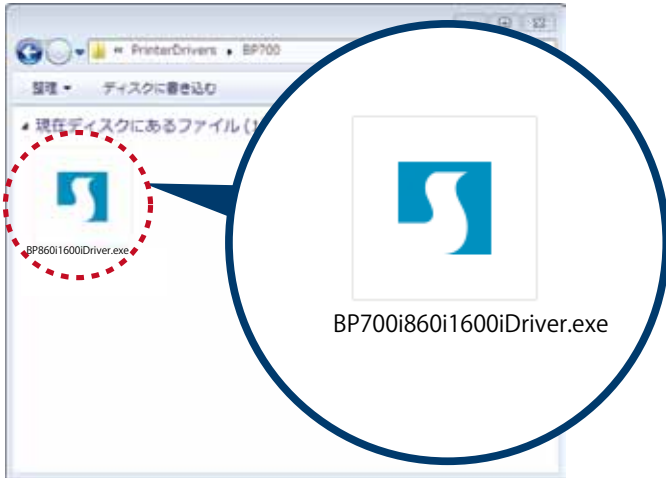 « PrinterDrivers ▸ BP700
整理 ▾ ディスクに書き込む
現在ディスクにあるファイル (1
BP860i1600iDriver.exe
BP700i860i1600iDriver.exe